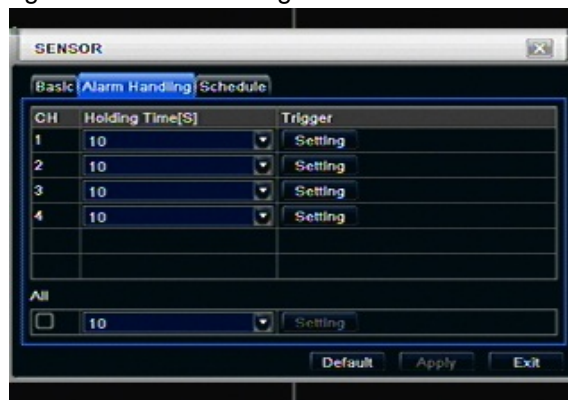 SENSOR
Basic Alarm Handling Schedule
CH Holding Time[S] Trigger
1 10 Setting
2 10 Setting
3 10 Setting
4 10 Setting
All
10 Setting
Default Apply Exit